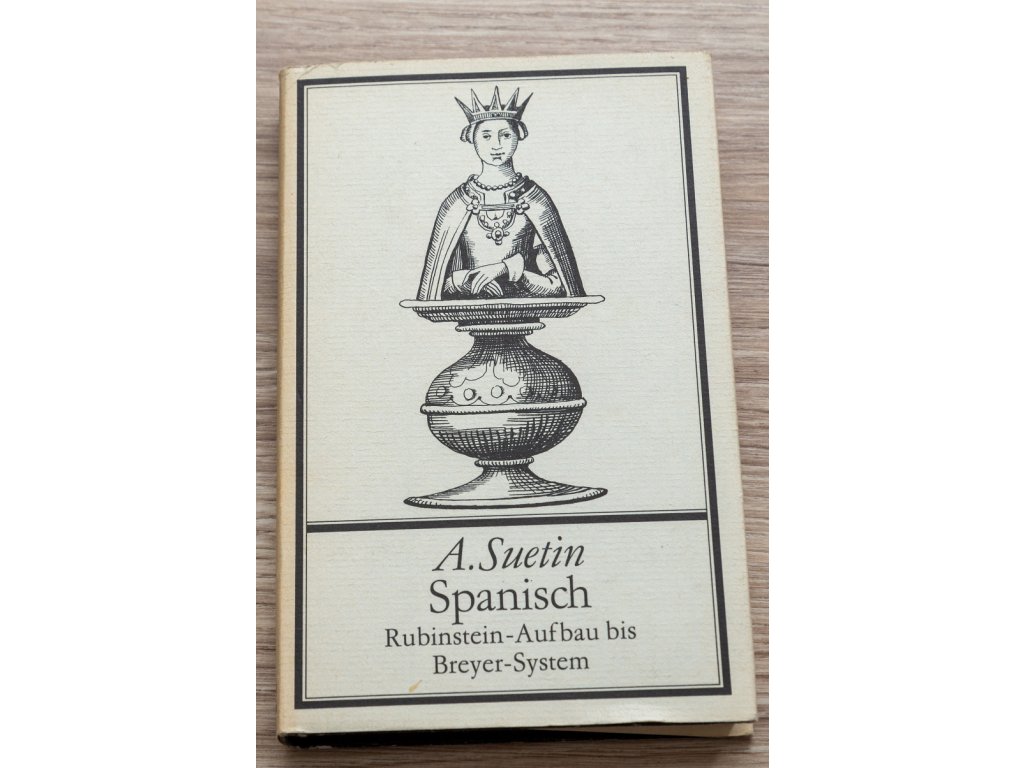 A. Suetin
Spanisch
Rubinstein-Aufbau bis
Breyer-System